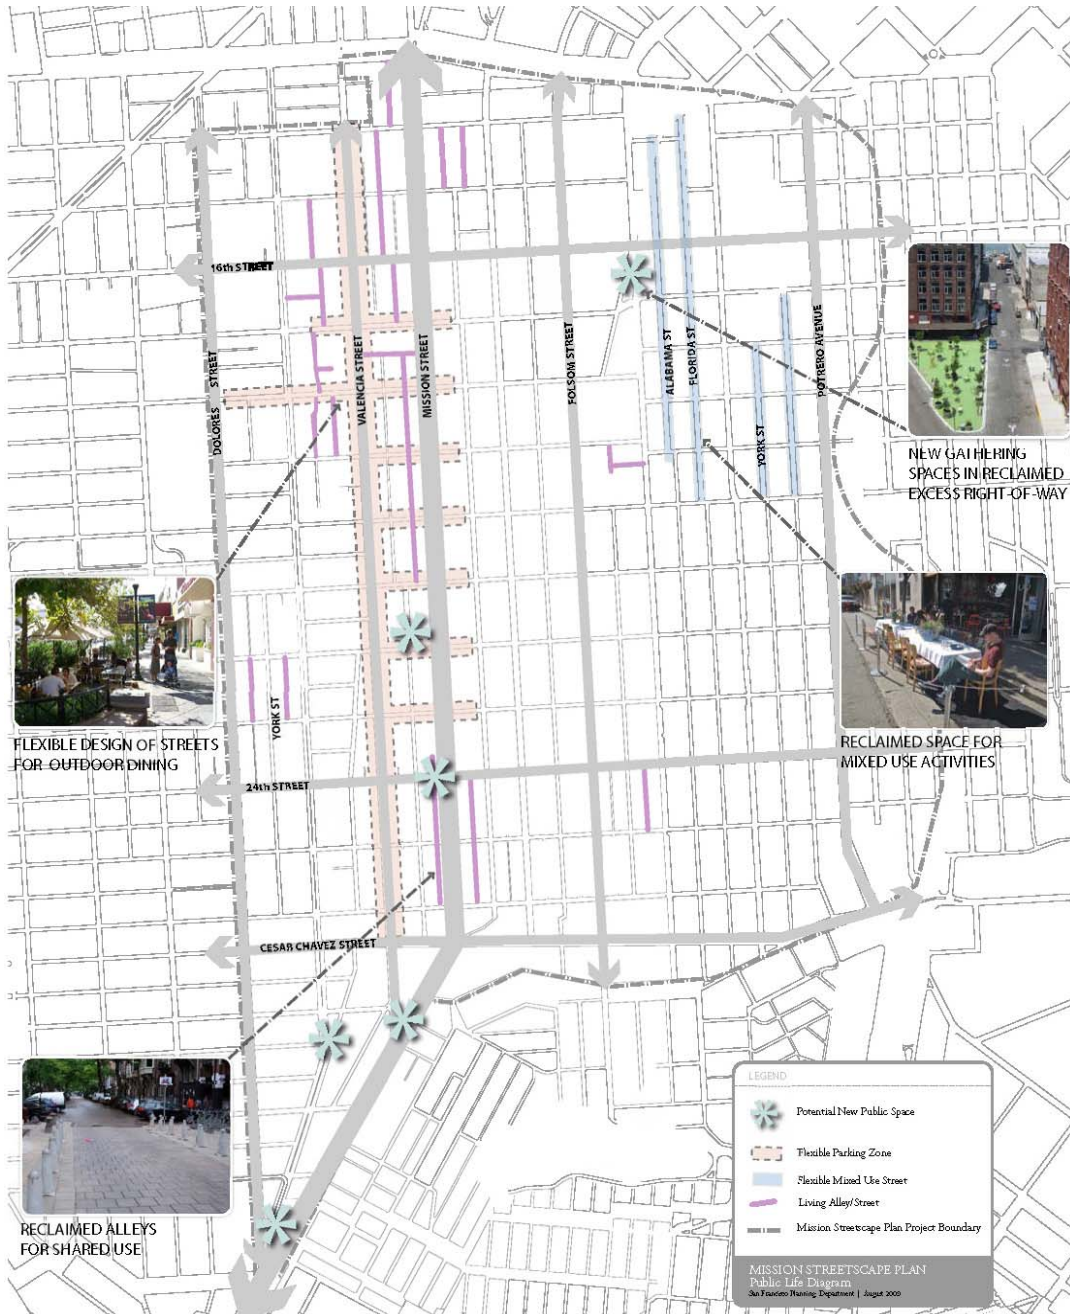 16th STREET
DOLORES STREET
VALENCIA STREET
MISSION STREET
FOLSOM STREET
ALABAMA ST
FLORIDA ST
YORK ST
POTRERO AVENUE
NEW GATHERING
SPACES IN RECLAIMED
EXCESS RIGHT-OF-WAY
FLEXIBLE DESIGN OF STREETS
FOR OUTDOOR DINING
YORK ST
RECLAIMED SPACE FOR
MIXED USE ACTIVITIES
24th STREET
CESAR CHAVEZ STREET
RECLAIMED ALLEYS
FOR SHARED USE
LEGEND
Potential New Public Space
Flexible Parking Zone
Flexible Mixed Use Street
Living Alley/Street
Mission Streetscape Plan Project Boundary
MISSION STREETSCAPE PLAN
Public Life Diagram
San Francisco Planning Department | August 2009